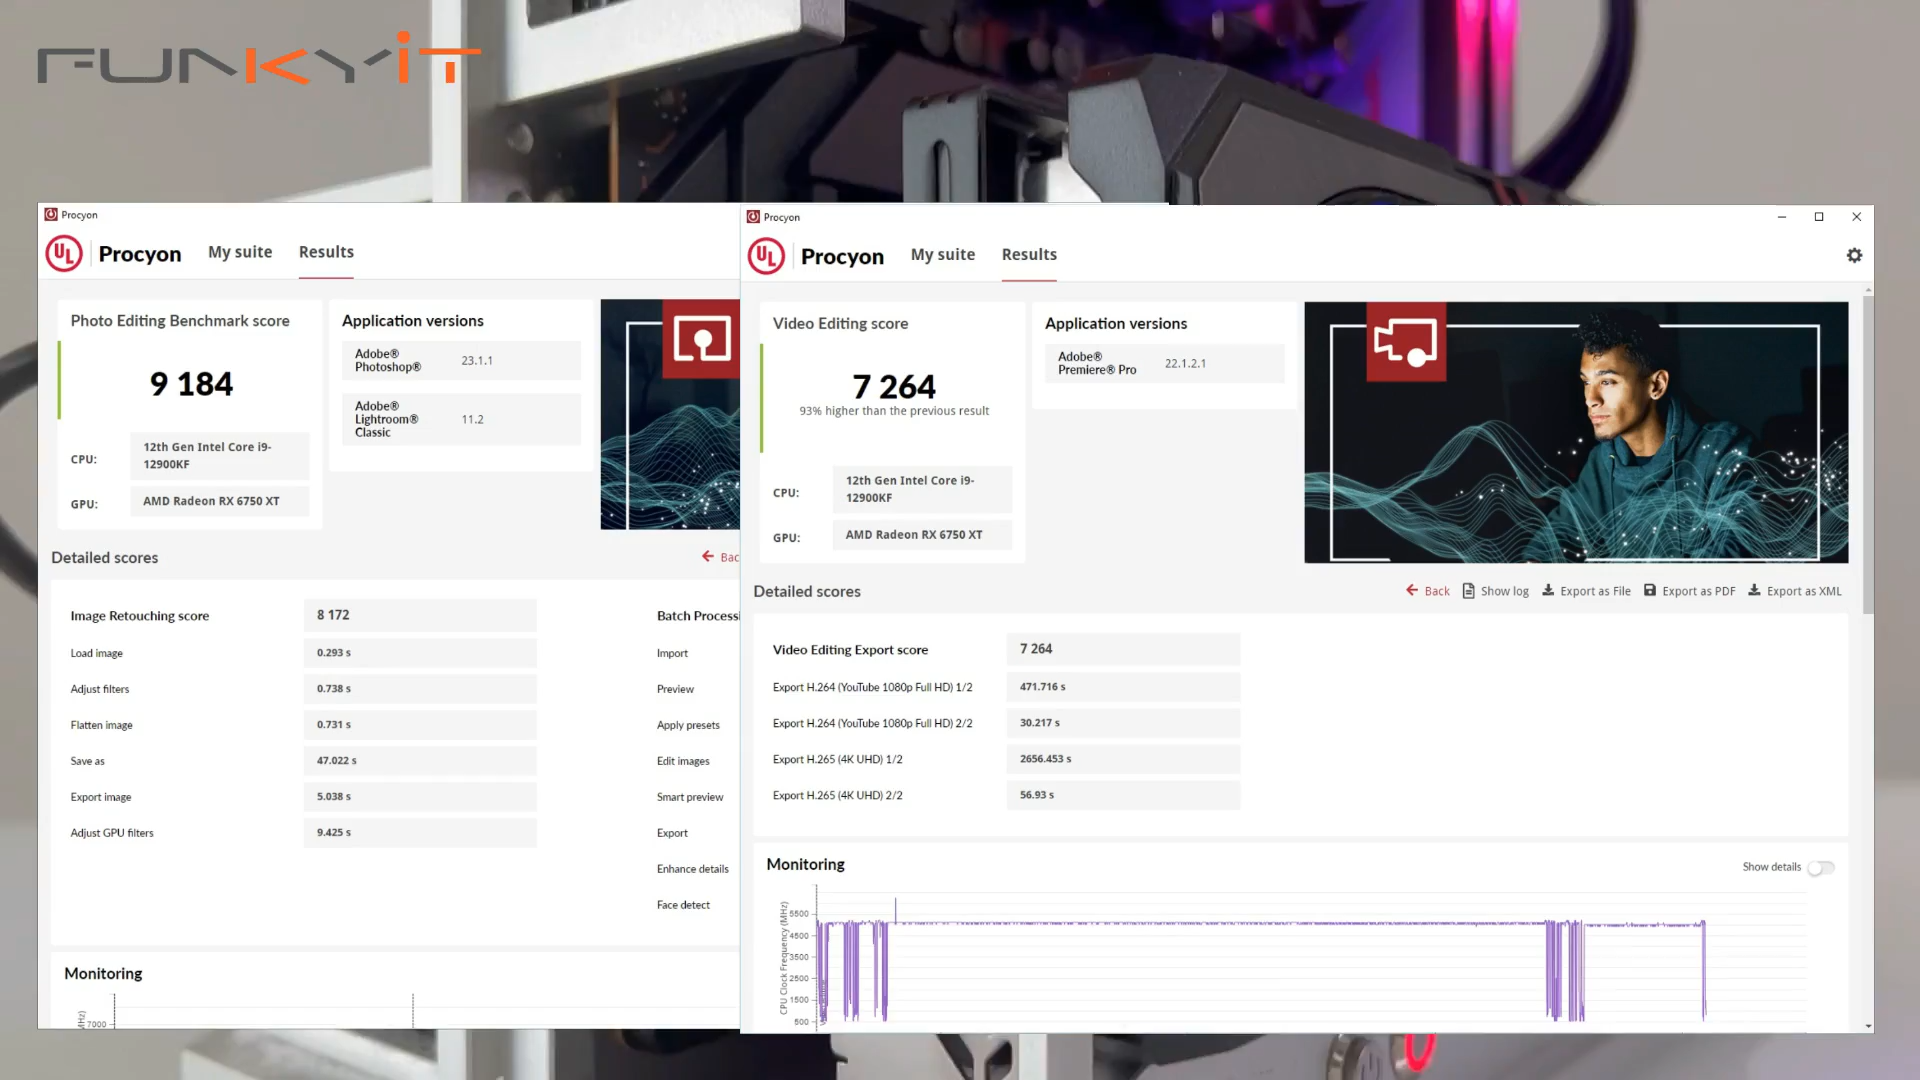 FUNKYiT
Procyon
UL Procyon My suite Results
Photo Editing Benchmark score
9 184
CPU: 12th Gen Intel Core i9-
12900KF
GPU: AMD Radeon RX 6750 XT
Application versions
Adobe®
Photoshop® 23.1.1
Adobe®
Lightroom® 11.2
Classic
Detailed scores
Bac
Image Retouching score 8 172
Load image 0.293 s
Adjust filters 0.738 s
Flatten image 0.731 s
Save as 47.022 s
Export image 5.038 s
Adjust GPU filters 9.425 s
Batch Processi
Import
Preview
Apply presets
Edit images
Smart preview
Export
Enhance details
Face detect
Monitoring
7000
Procyon
UL Procyon My suite Results
Video Editing score
7 264
93% higher than the previous result
CPU: 12th Gen Intel Core i9-
12900KF
GPU: AMD Radeon RX 6750 XT
Application versions
Adobe®
Premiere® Pro 22.1.2.1
Detailed scores
Back Show log Export as File Export as PDF Export as XML
Video Editing Export score 7 264
Export H.264 (YouTube 1080p Full HD) 1/2 471.716 s
Export H.264 (YouTube 1080p Full HD) 2/2 30.217 s
Export H.265 (4K UHD) 1/2 2656.453 s
Export H.265 (4K UHD) 2/2 56.93 s
Monitoring
Show details
CPU Clock Frequency (MHz)
5500
4500
3500
2500
1500
500